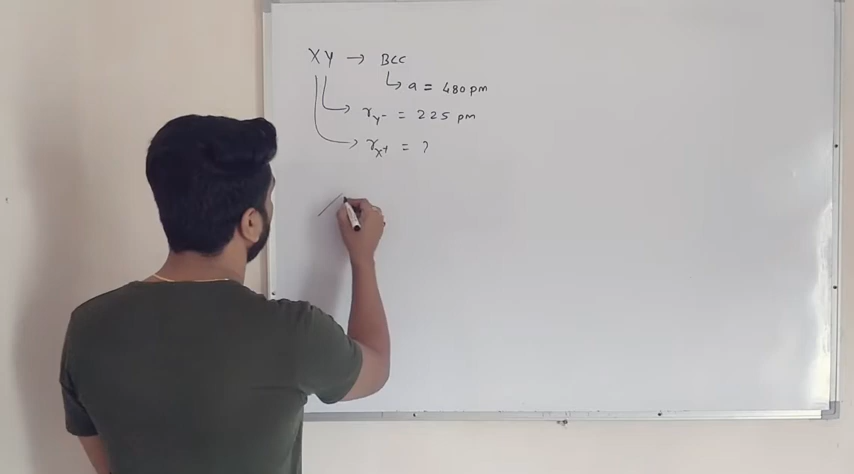 XY → BCC
↳ a = 480 pm
→ r_y- = 225 pm
→ r_x+ = ?